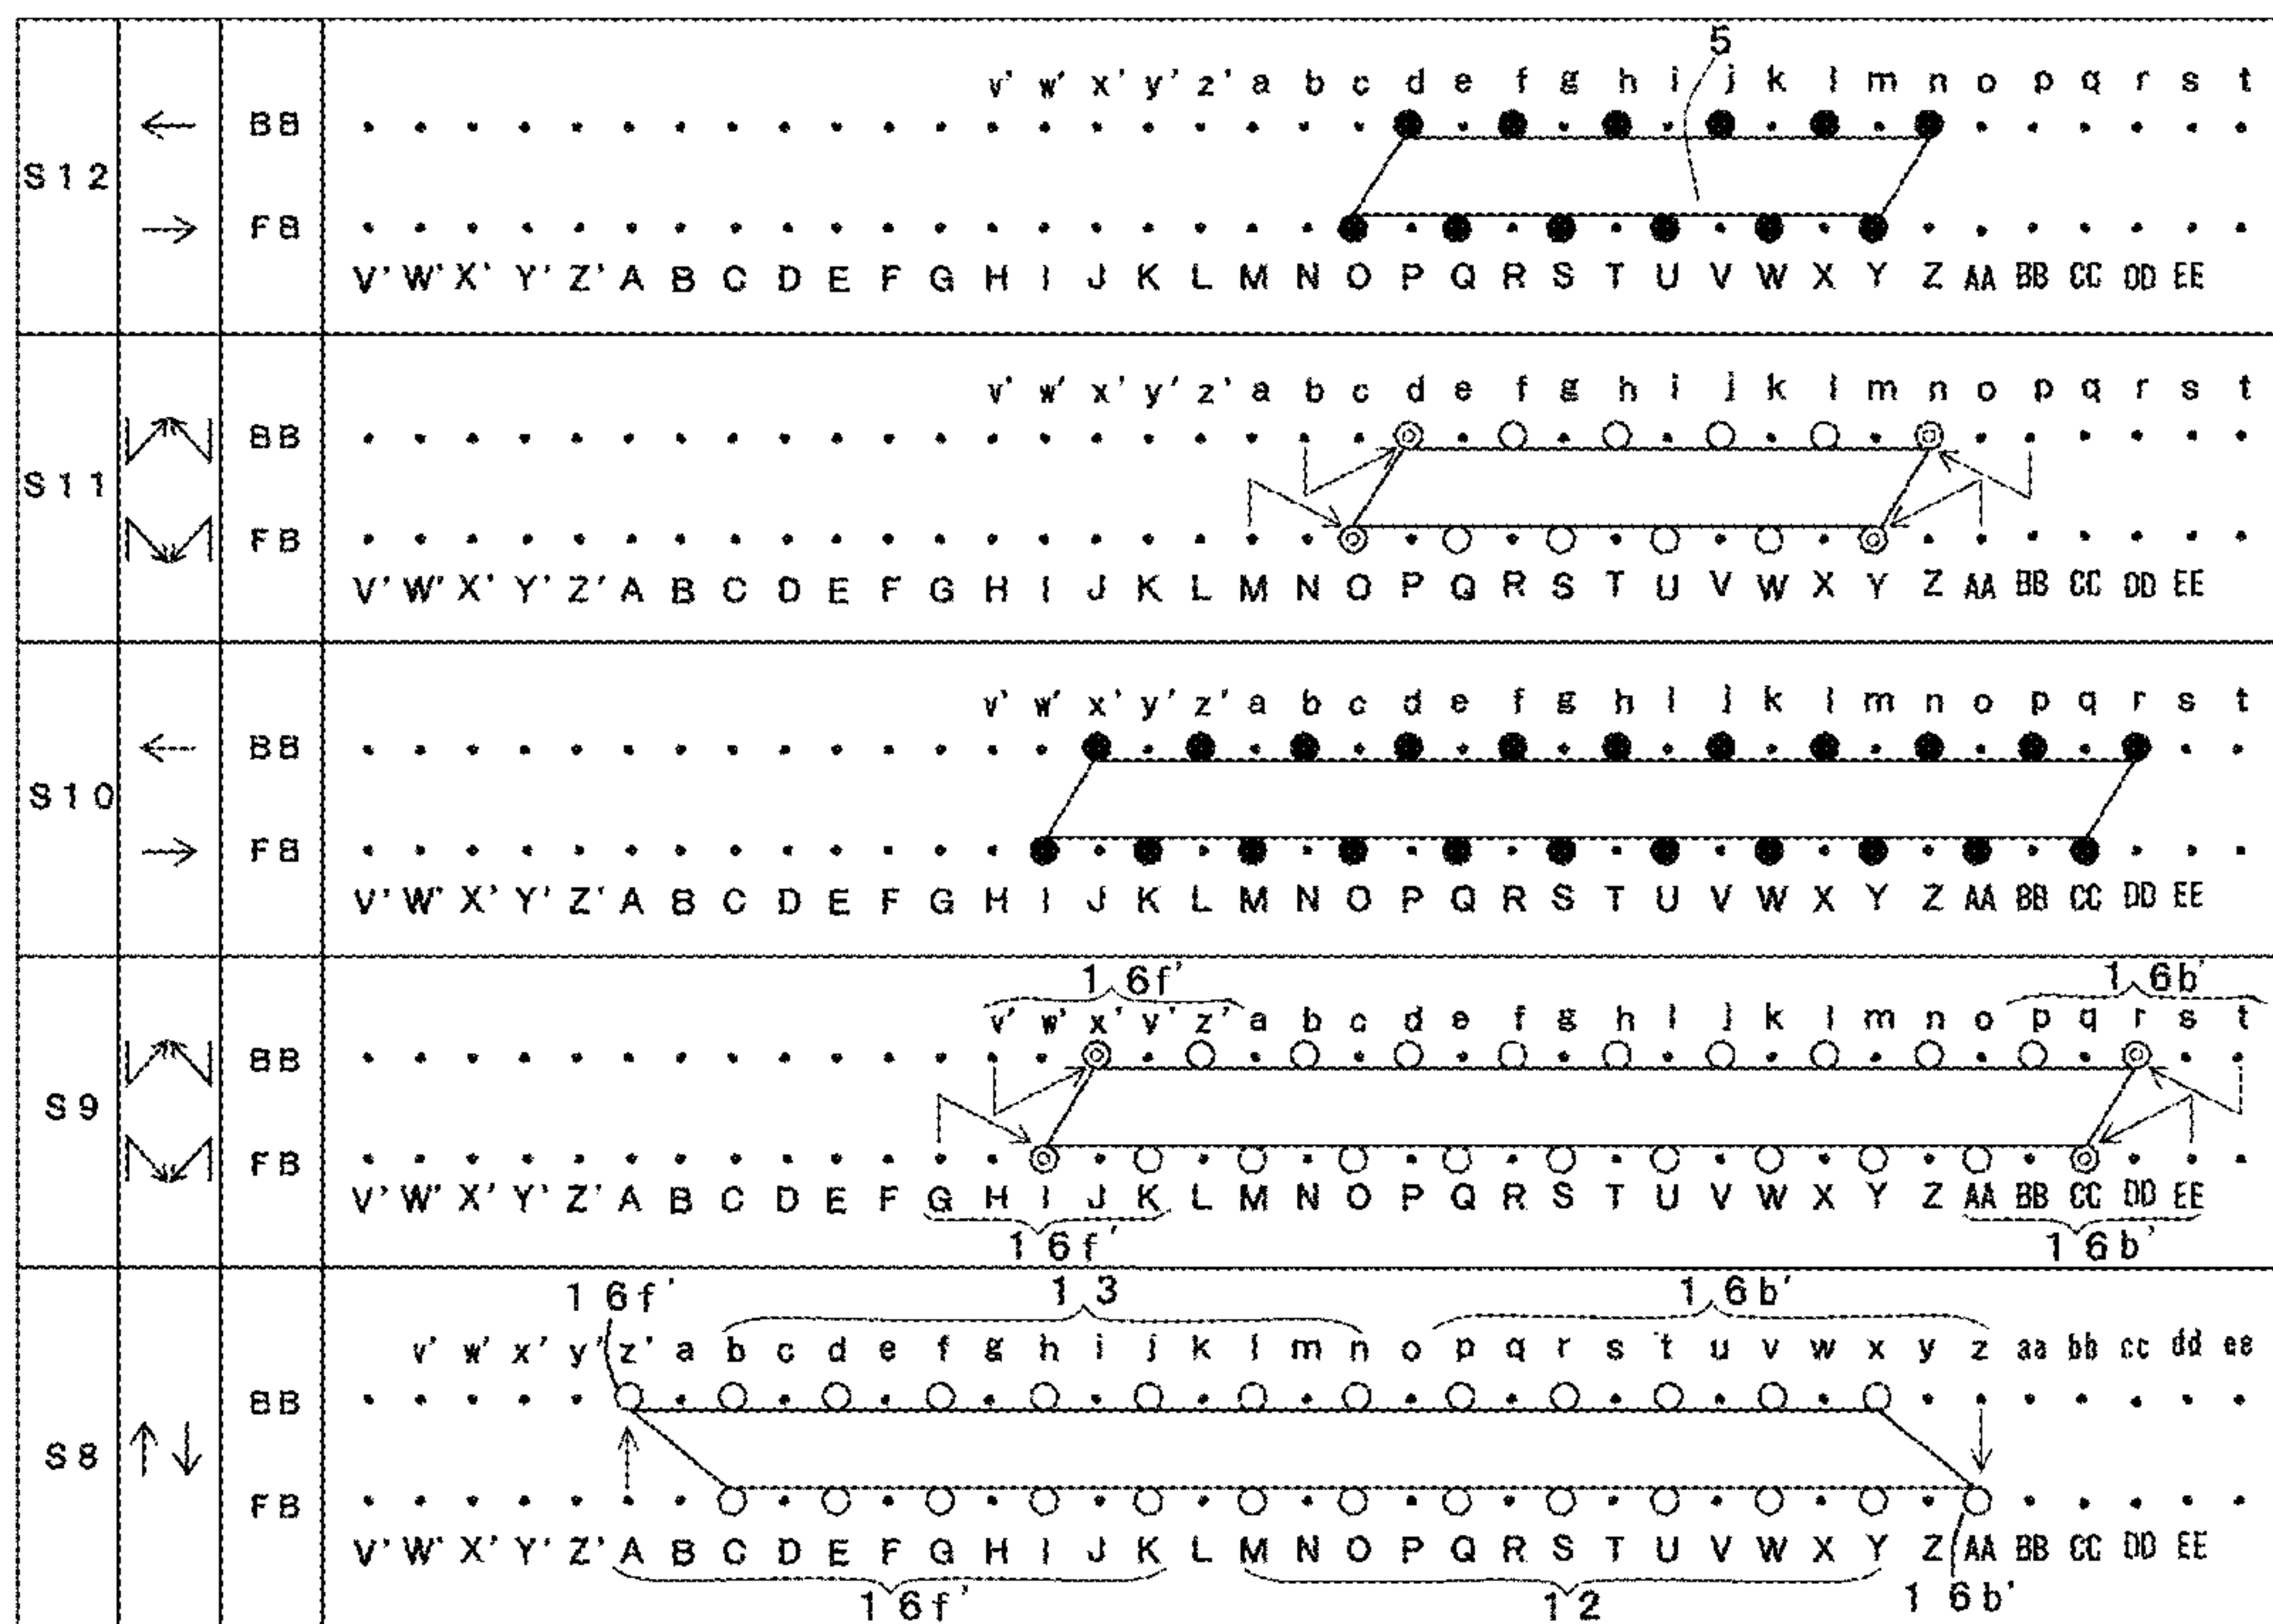 5
v' w' x' y' z' a b c d e f g h i j k l m n o p q r s t
← BB
S12
→ FB
V' W' X' Y' Z' A B C D E F G H I J K L M N O P Q R S T U V W X Y Z AA BB CC DD EE
v' w' x' y' z' a b c d e f g h i j k l m n o p q r s t
BB
S11
FB
V' W' X' Y' Z' A B C D E F G H I J K L M N O P Q R S T U V W X Y Z AA BB CC DD EE
v' w' x' y' z' a b c d e f g h i j k l m n o p q r s t
← BB
S10
→ FB
V' W' X' Y' Z' A B C D E F G H I J K L M N O P Q R S T U V W X Y Z AA BB CC DD EE
16f' 16b'
v' w' x' y' z' a b c d e f g h i j k l m n o p q r s t
BB
S9
FB
V' W' X' Y' Z' A B C D E F G H I J K L M N O P Q R S T U V W X Y Z AA BB CC DD EE
16f' 16b'
16f' 13 16b'
v' w' x' y' z' a b c d e f g h i j k l m n o p q r s t u v w x y z aa bb cc dd ee
BB
S8 ↑↓
FB
V' W' X' Y' Z' A B C D E F G H I J K L M N O P Q R S T U V W X Y Z AA BB CC DD EE
16f' 12 16b'